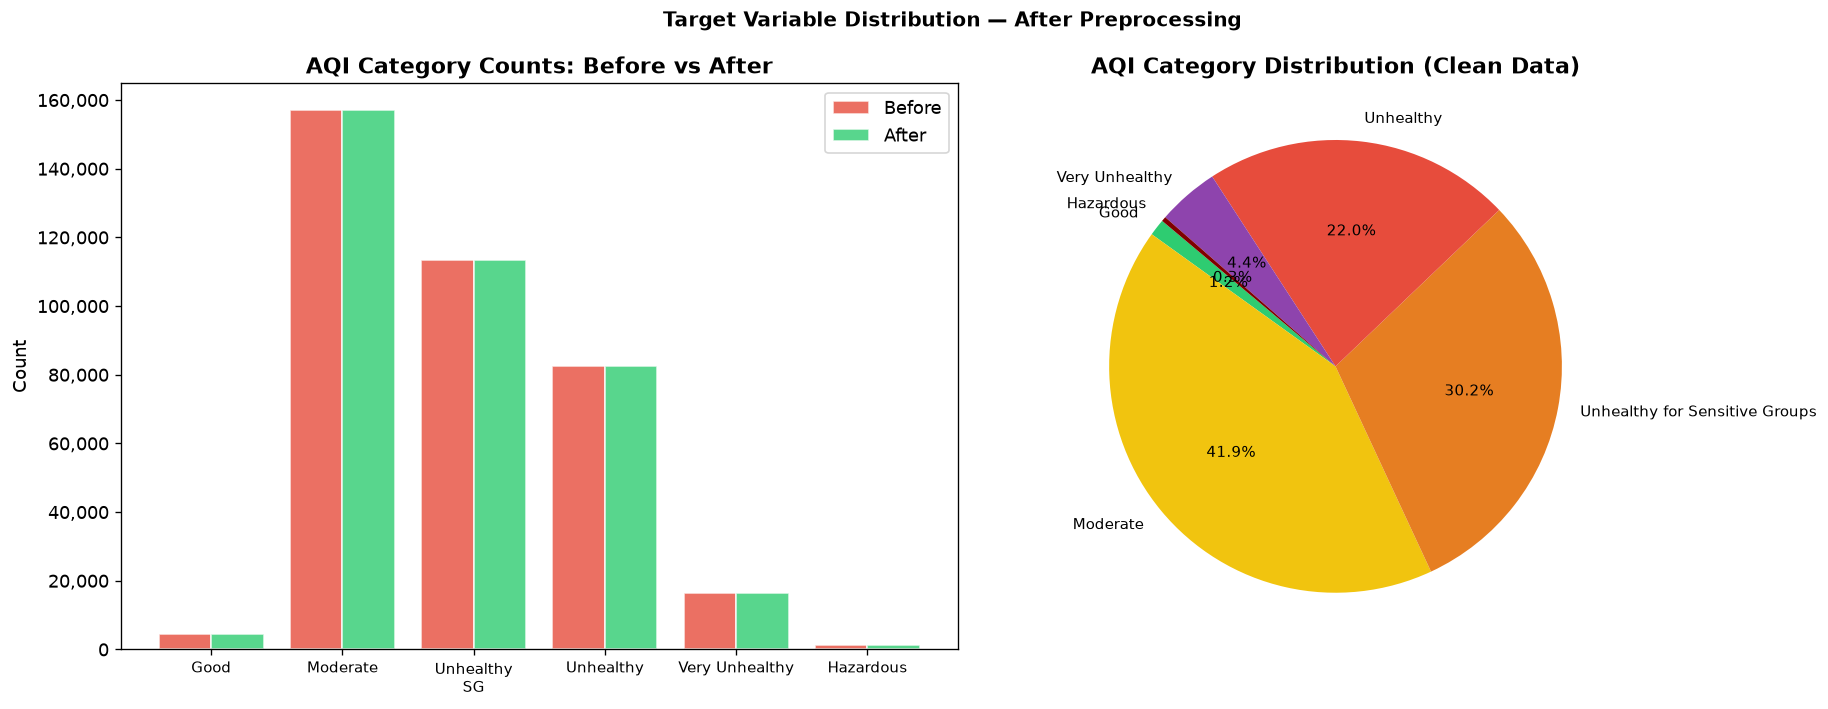 Target Variable Distribution — After Preprocessing
AQI Category Counts: Before vs After
Before
After
Count
160,000
140,000
120,000
100,000
80,000
60,000
40,000
20,000
0
Good
Moderate
Unhealthy
SG
Unhealthy
Very Unhealthy
Hazardous
AQI Category Distribution (Clean Data)
Unhealthy
Very Unhealthy
Hazardous
Good
22.0%
4.4%
0.3%
1.2%
30.2%
Unhealthy for Sensitive Groups
41.9%
Moderate